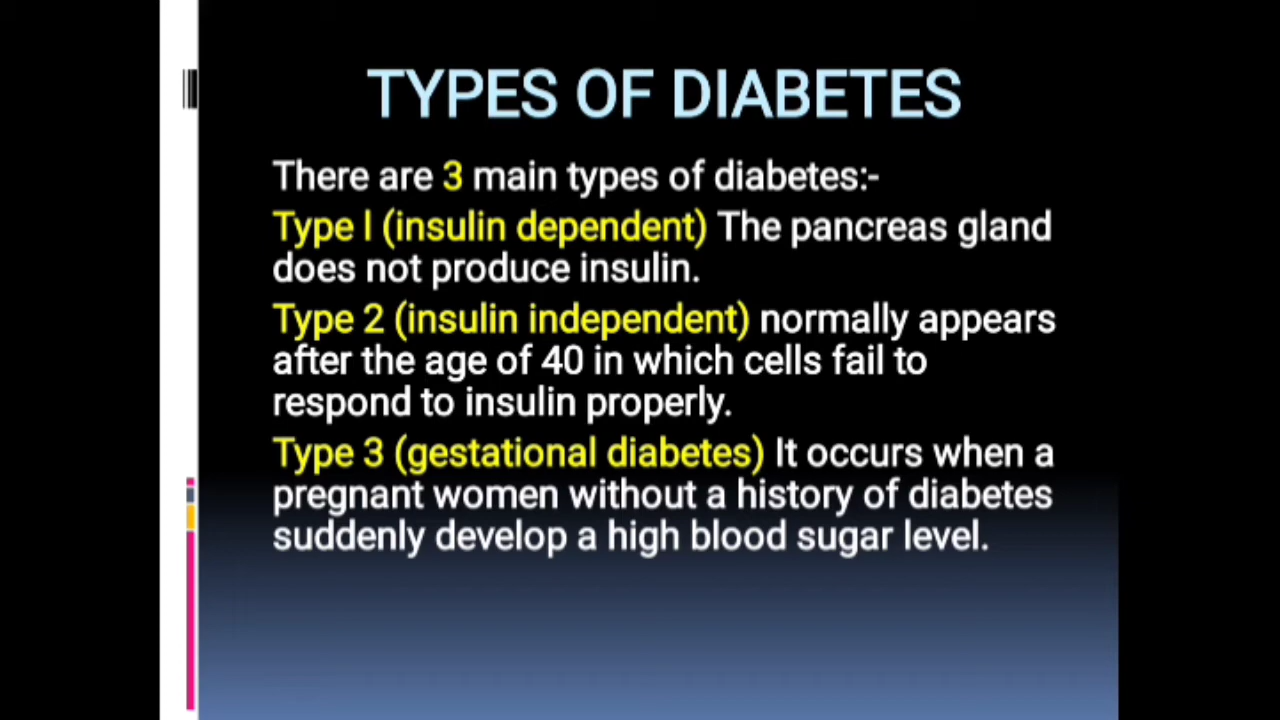 TYPES OF DIABETES
There are 3 main types of diabetes:-
Type l (insulin dependent) The pancreas gland
does not produce insulin.
Type 2 (insulin independent) normally appears
after the age of 40 in which cells fail to
respond to insulin properly.
Type 3 (gestational diabetes) It occurs when a
pregnant women without a history of diabetes
suddenly develop a high blood sugar level.